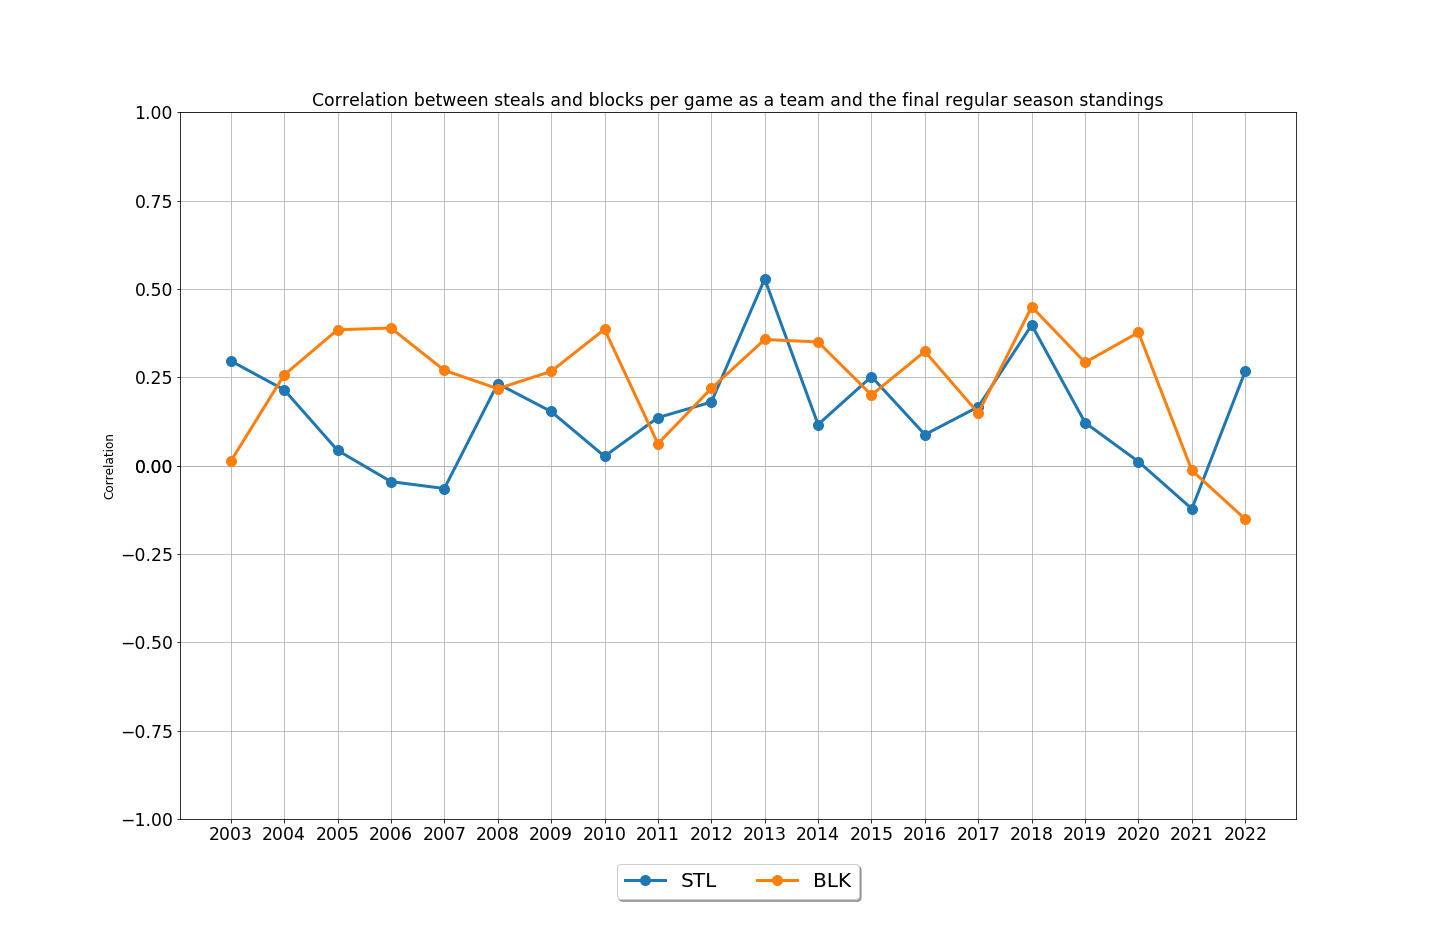 Correlation between steals and blocks per game as a team and the final regular season standings
1.00
0.75
0.50
0.25
0.00
−0.25
−0.50
−0.75
−1.00
Correlation
2003 2004 2005 2006 2007 2008 2009 2010 2011 2012 2013 2014 2015 2016 2017 2018 2019 2020 2021 2022
STL BLK